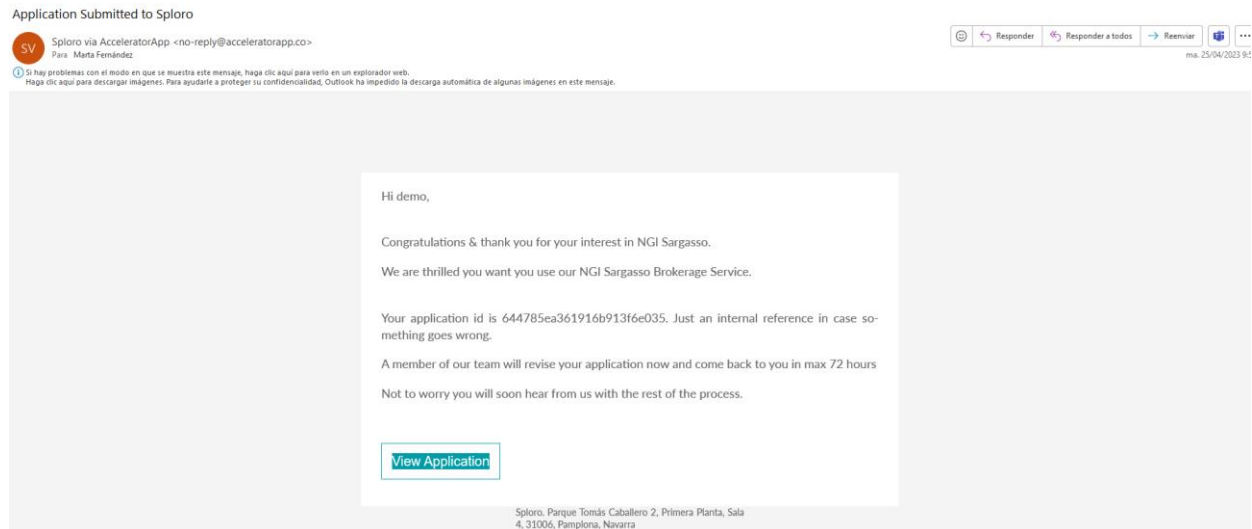 Application Submitted to Sploro
SV
Sploro via AcceleratorApp <no-reply@acceleratorapp.co>
Para Marta Fernández
Responder
Responder a todos
Reenviar
ma. 25/04/2023
Si hay problemas con el modo en que se muestra este mensaje, haga clic aquí para verlo en un explorador web.
Haga clic aquí para descargar imágenes. Para ayudarle a proteger su confidencialidad, Outlook ha impedido la descarga automática de algunas imágenes en este mensaje.
Hi demo,
Congratulations & thank you for your interest in NGI Sargasso.
We are thrilled you want you use our NGI Sargasso Brokerage Service.
Your application id is 644785ea361916b913f6e035. Just an internal reference in case so-
mething goes wrong.
A member of our team will revise your application now and come back to you in max 72 hours
Not to worry you will soon hear from us with the rest of the process.
View Application
Sploro. Parque Tomás Caballero 2, Primera Planta, Sala
4, 31006, Pamplona, Navarra